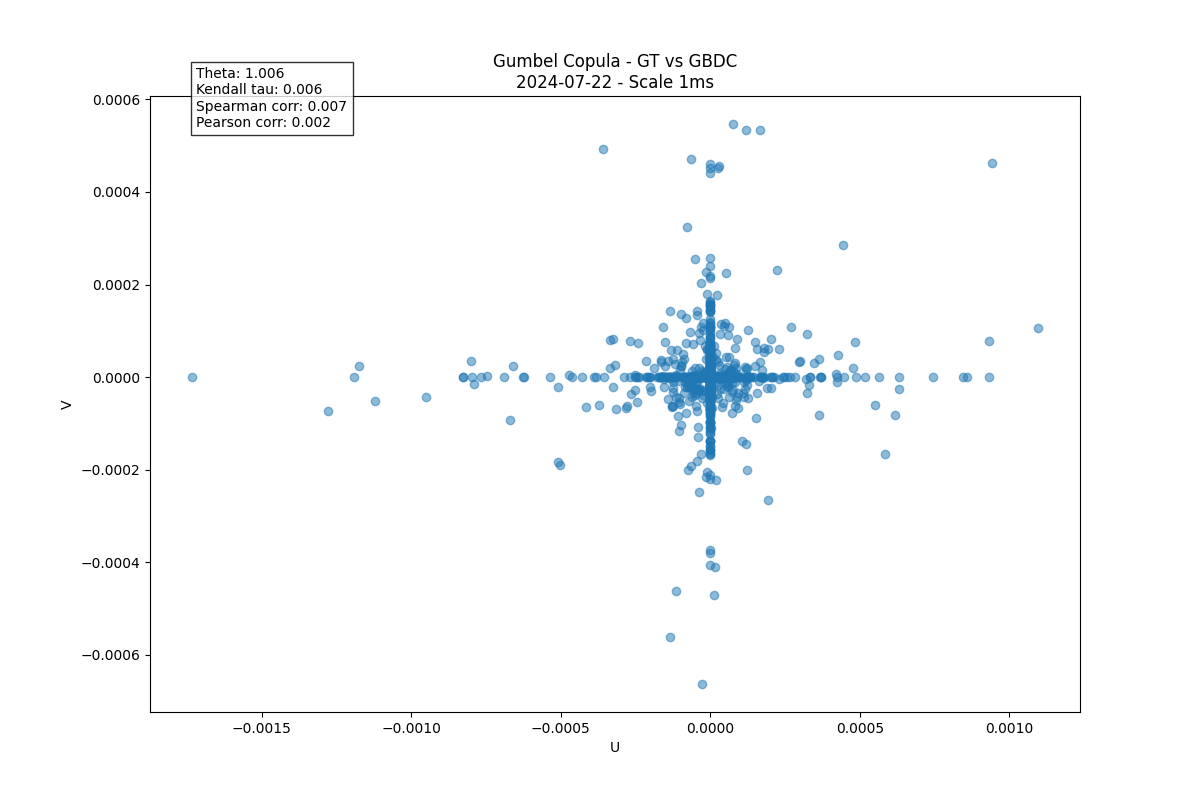 Gumbel Copula - GT vs GBDC
2024-07-22 - Scale 1ms
Theta: 1.006
Kendall tau: 0.006
Spearman corr: 0.007
Pearson corr: 0.002
0.0006
0.0004
0.0002
0.0000
−0.0002
−0.0004
−0.0006
V
−0.0015
−0.0010
−0.0005
0.0000
0.0005
0.0010
U